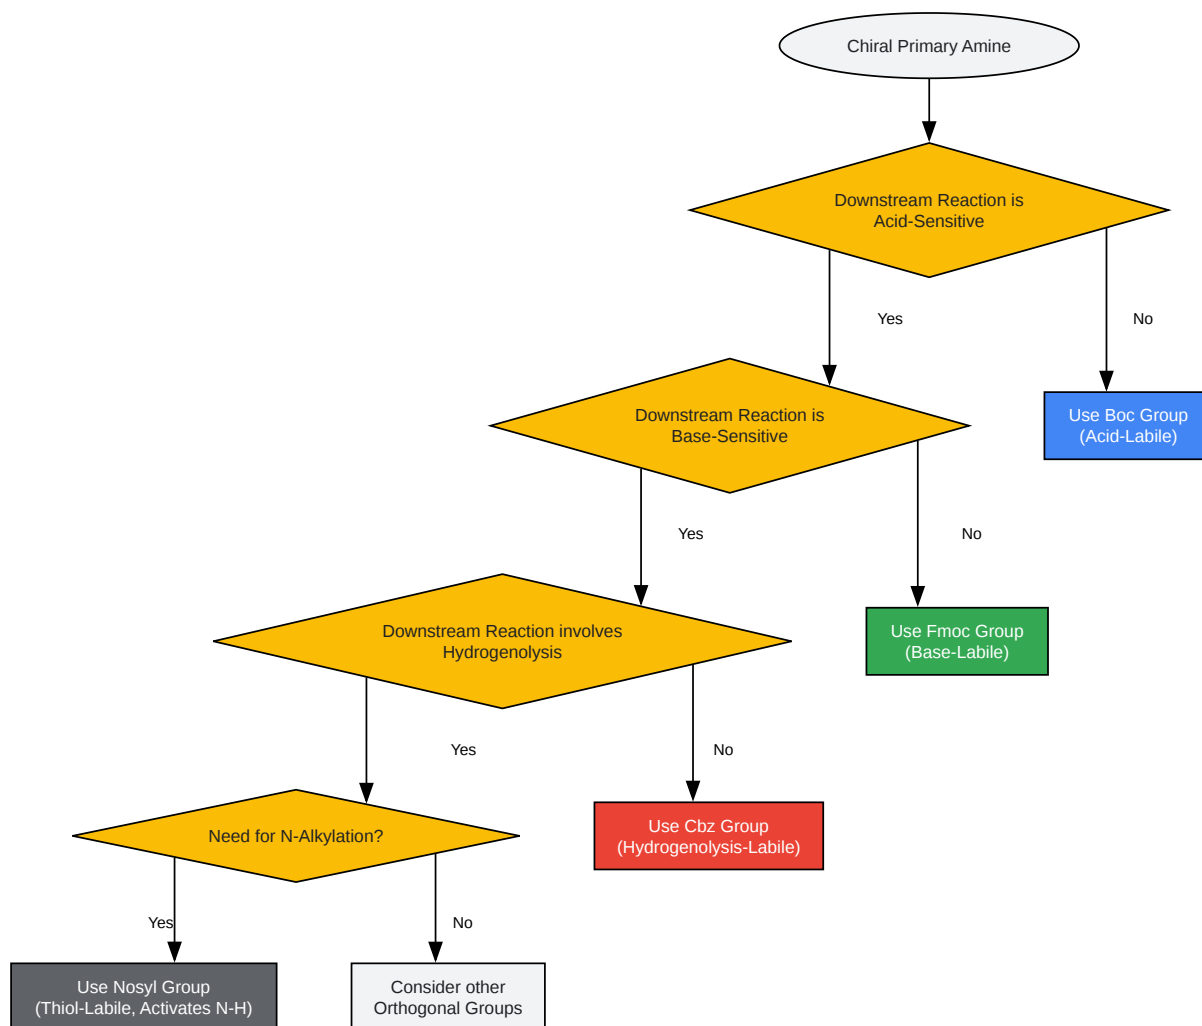 Chiral Primary Amine
Downstream Reaction is
Acid-Sensitive
Yes
No
Downstream Reaction is
Base-Sensitive
Use Boc Group
(Acid-Labile)
Yes
No
Downstream Reaction involves
Hydrogenolysis
Use Fmoc Group
(Base-Labile)
Yes
No
Need for N-Alkylation?
Use Cbz Group
(Hydrogenolysis-Labile)
Yes
No
Use Nosyl Group
(Thiol-Labile, Activates N-H)
Consider other
Orthogonal Groups